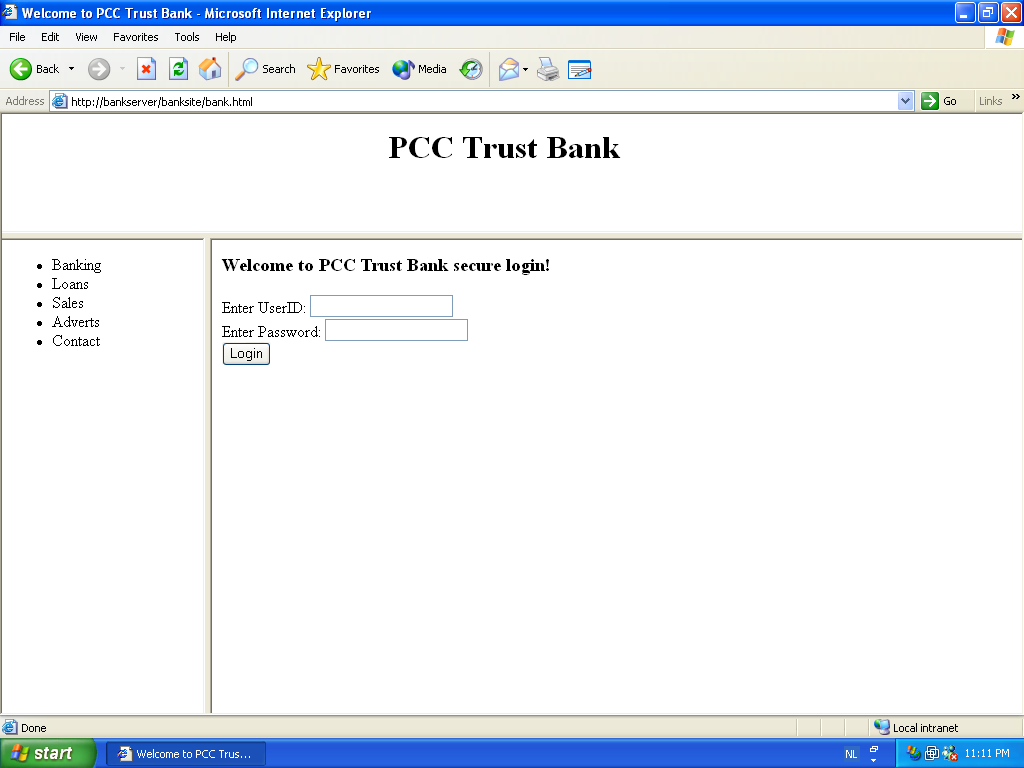 Welcome to PCC Trust Bank - Microsoft Internet Explorer
File Edit View Favorites Tools Help
Back Search Favorites Media
Address http://bankserver/banksite/bank.html Go Links »
PCC Trust Bank
Banking
Loans
Sales
Adverts
Contact
Welcome to PCC Trust Bank secure login!
Enter UserID:
Enter Password:
Login
Done Local intranet
start Welcome to PCC Trus... NL 11:11 PM